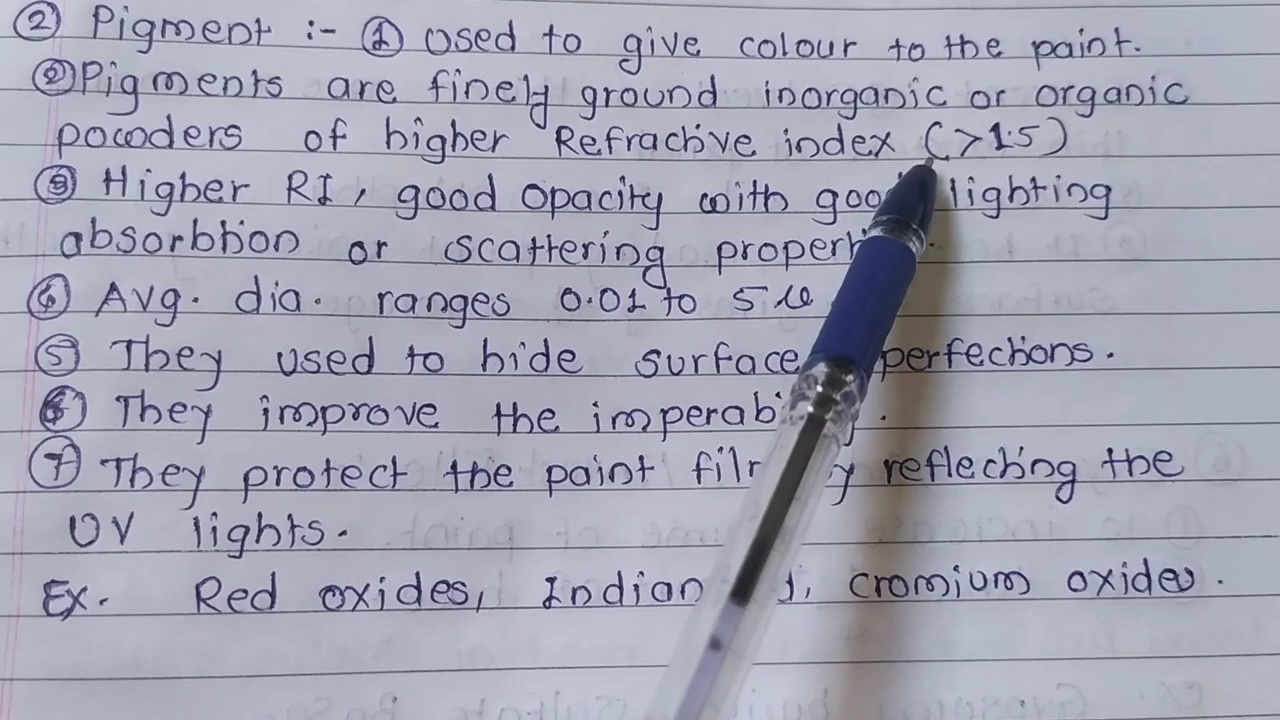 ② Pigment :- ① Used to give colour to the paint.
② Pigments are finely ground inorganic or organic
powders of higher Refractive index (>1.5)
③ Higher RI, good opacity with good lighting
absorbtion or scattering
④ Avg. dia. ranges 0.01 to 5 μ
⑤ They used to hide surface perfections.
⑥ They improve the
⑦ They protect the paint reflecting the
UV lights.
Ex. Red oxides, Indian cromium oxides.